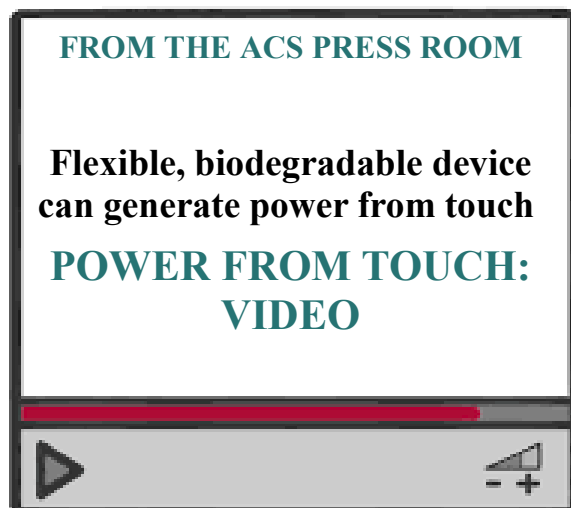 FROM THE ACS PRESS ROOM
Flexible, biodegradable device
can generate power from touch
POWER FROM TOUCH:
VIDEO
- +